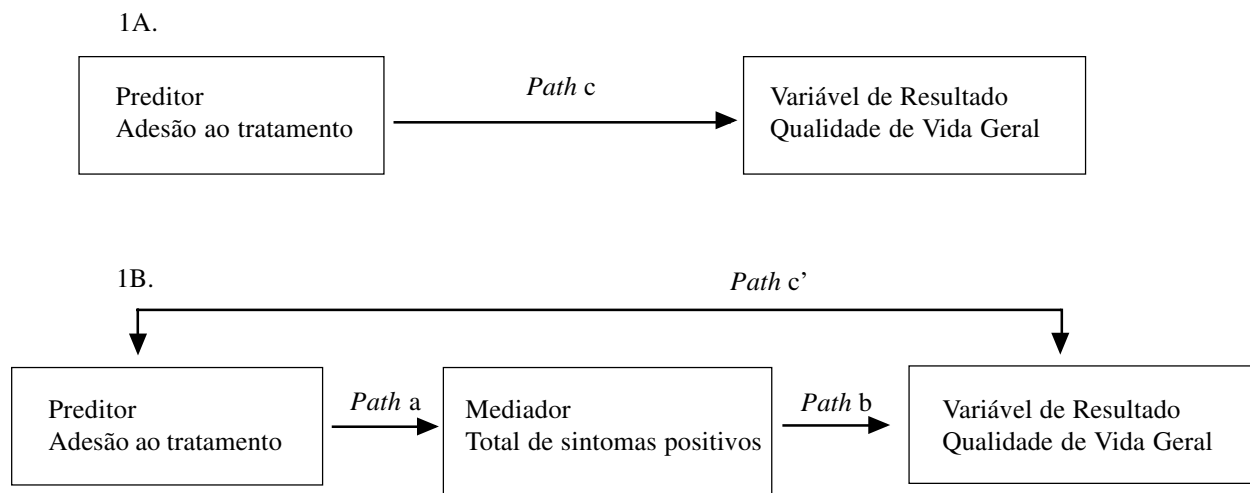 1A.
Preditor
Adesão ao tratamento
Path c
Variável de Resultado
Qualidade de Vida Geral
1B.
Path c’
Preditor
Adesão ao tratamento
Path a
Mediador
Total de sintomas positivos
Path b
Variável de Resultado
Qualidade de Vida Geral